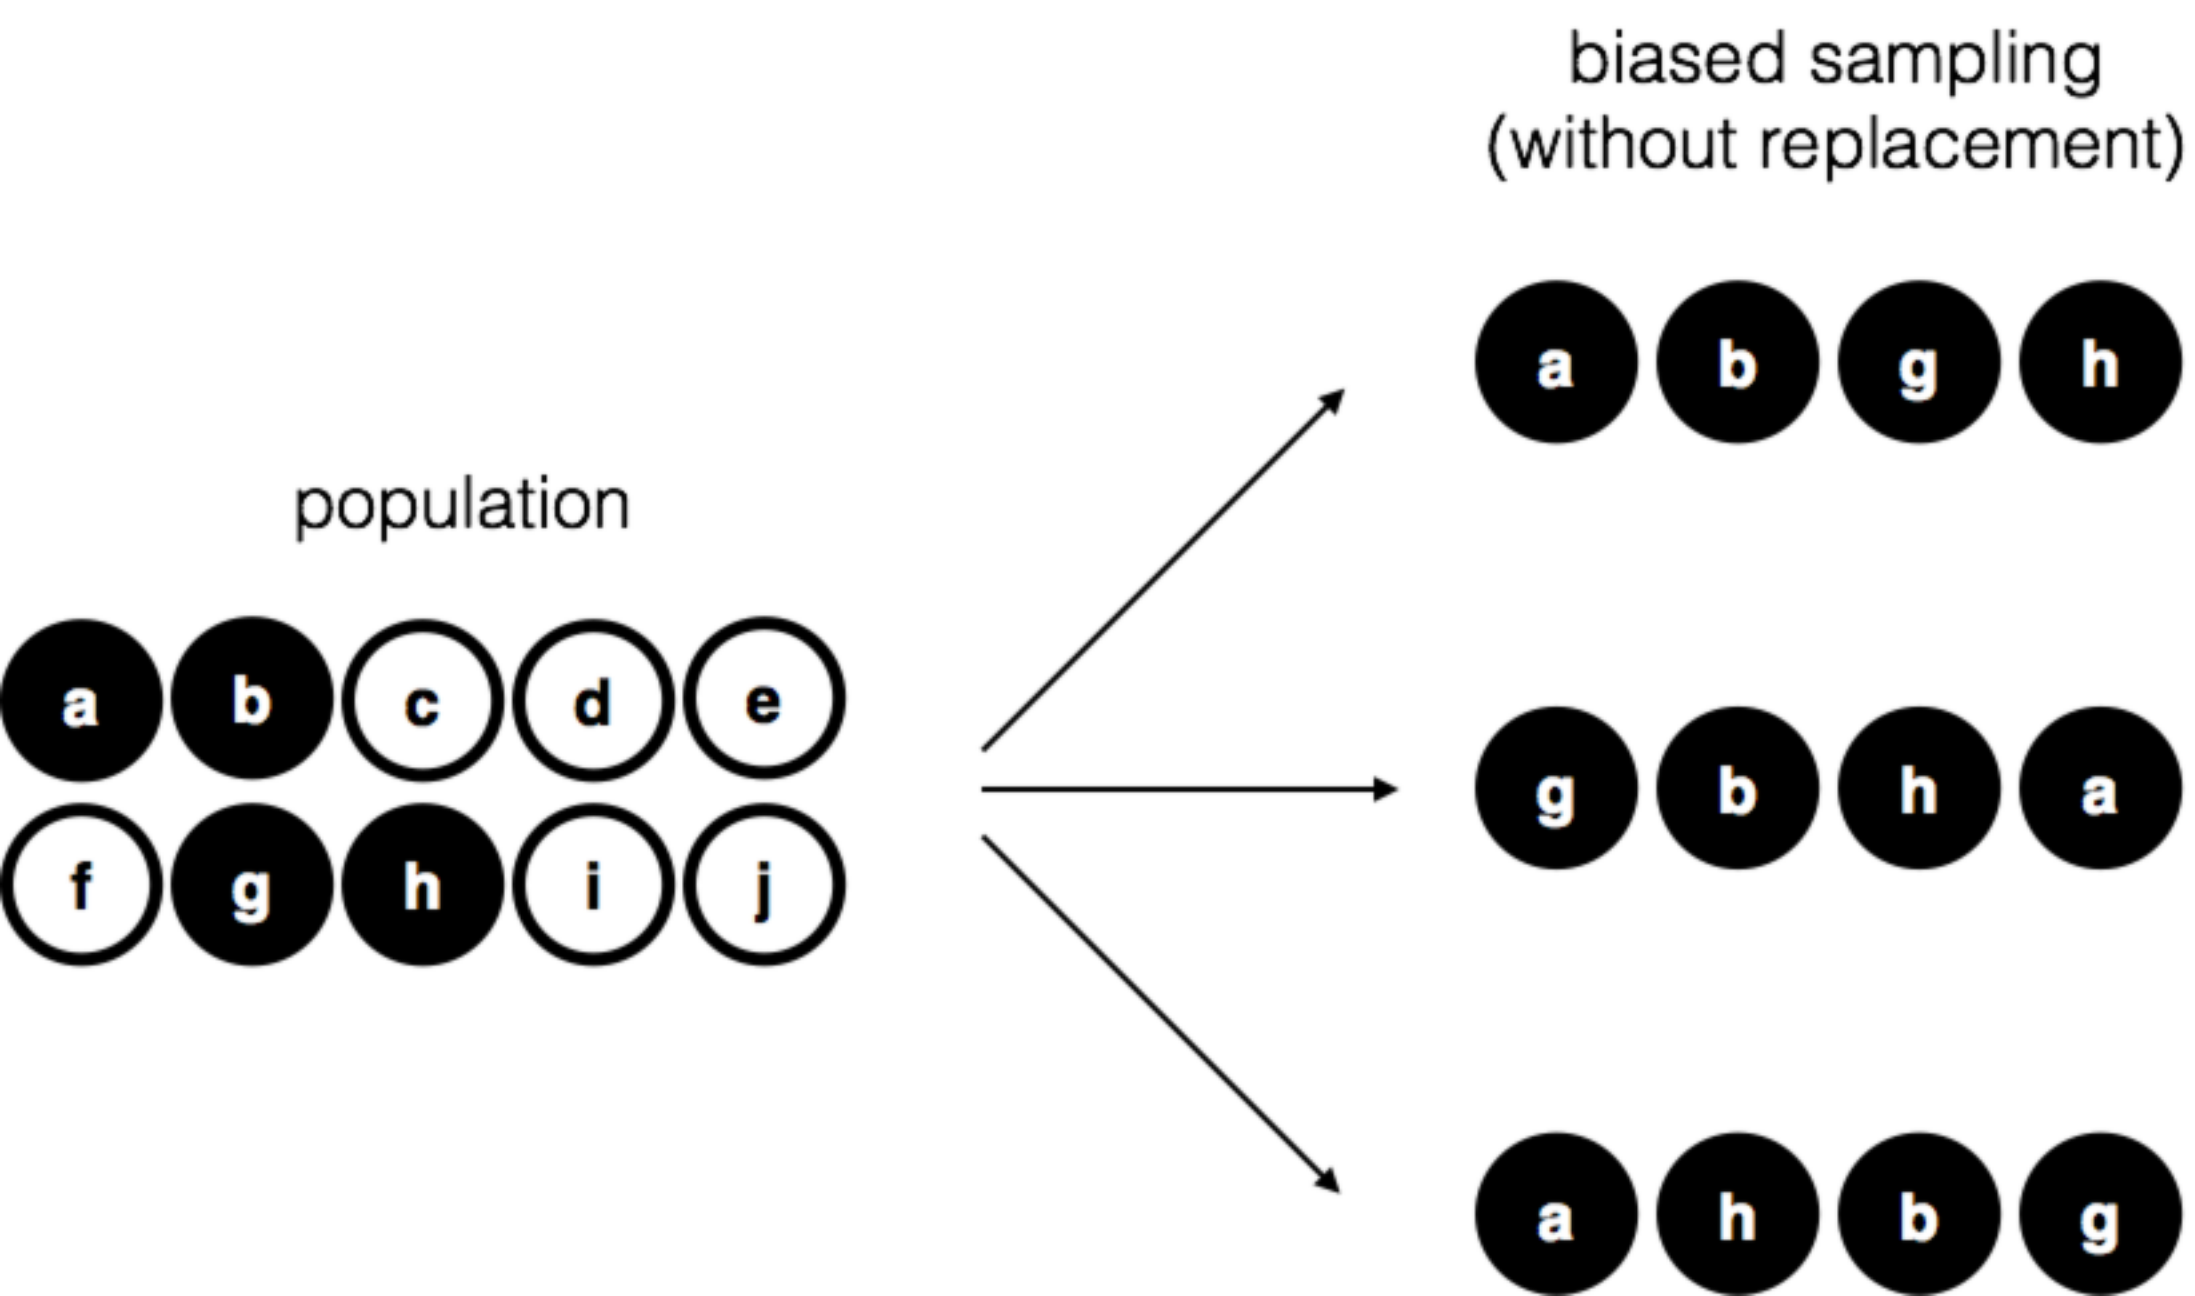 biased sampling
(without replacement)
a b g h
population
a b c d e
g b h a
f g h i j
a h b g